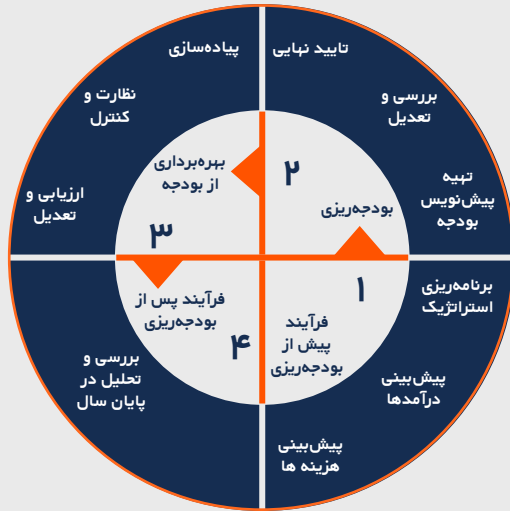 برنامه‌ریزی
استراتژیک
پیش‌بینی
درآمدها
پیش‌بینی
هزینه ها
۱
فرآیند
پیش از
بودجه‌ریزی
تهیه
پیش‌نویس
بودجه
بررسی و
تعدیل
تایید نهایی
۲
بودجه‌ریزی
پیاده‌سازی
نظارت و
کنترل
ارزیابی و
تعدیل
۳
بهره‌برداری
از بودجه
بررسی و
تحلیل در
پایان سال
۴
فرآیند پس از
بودجه‌ریزی